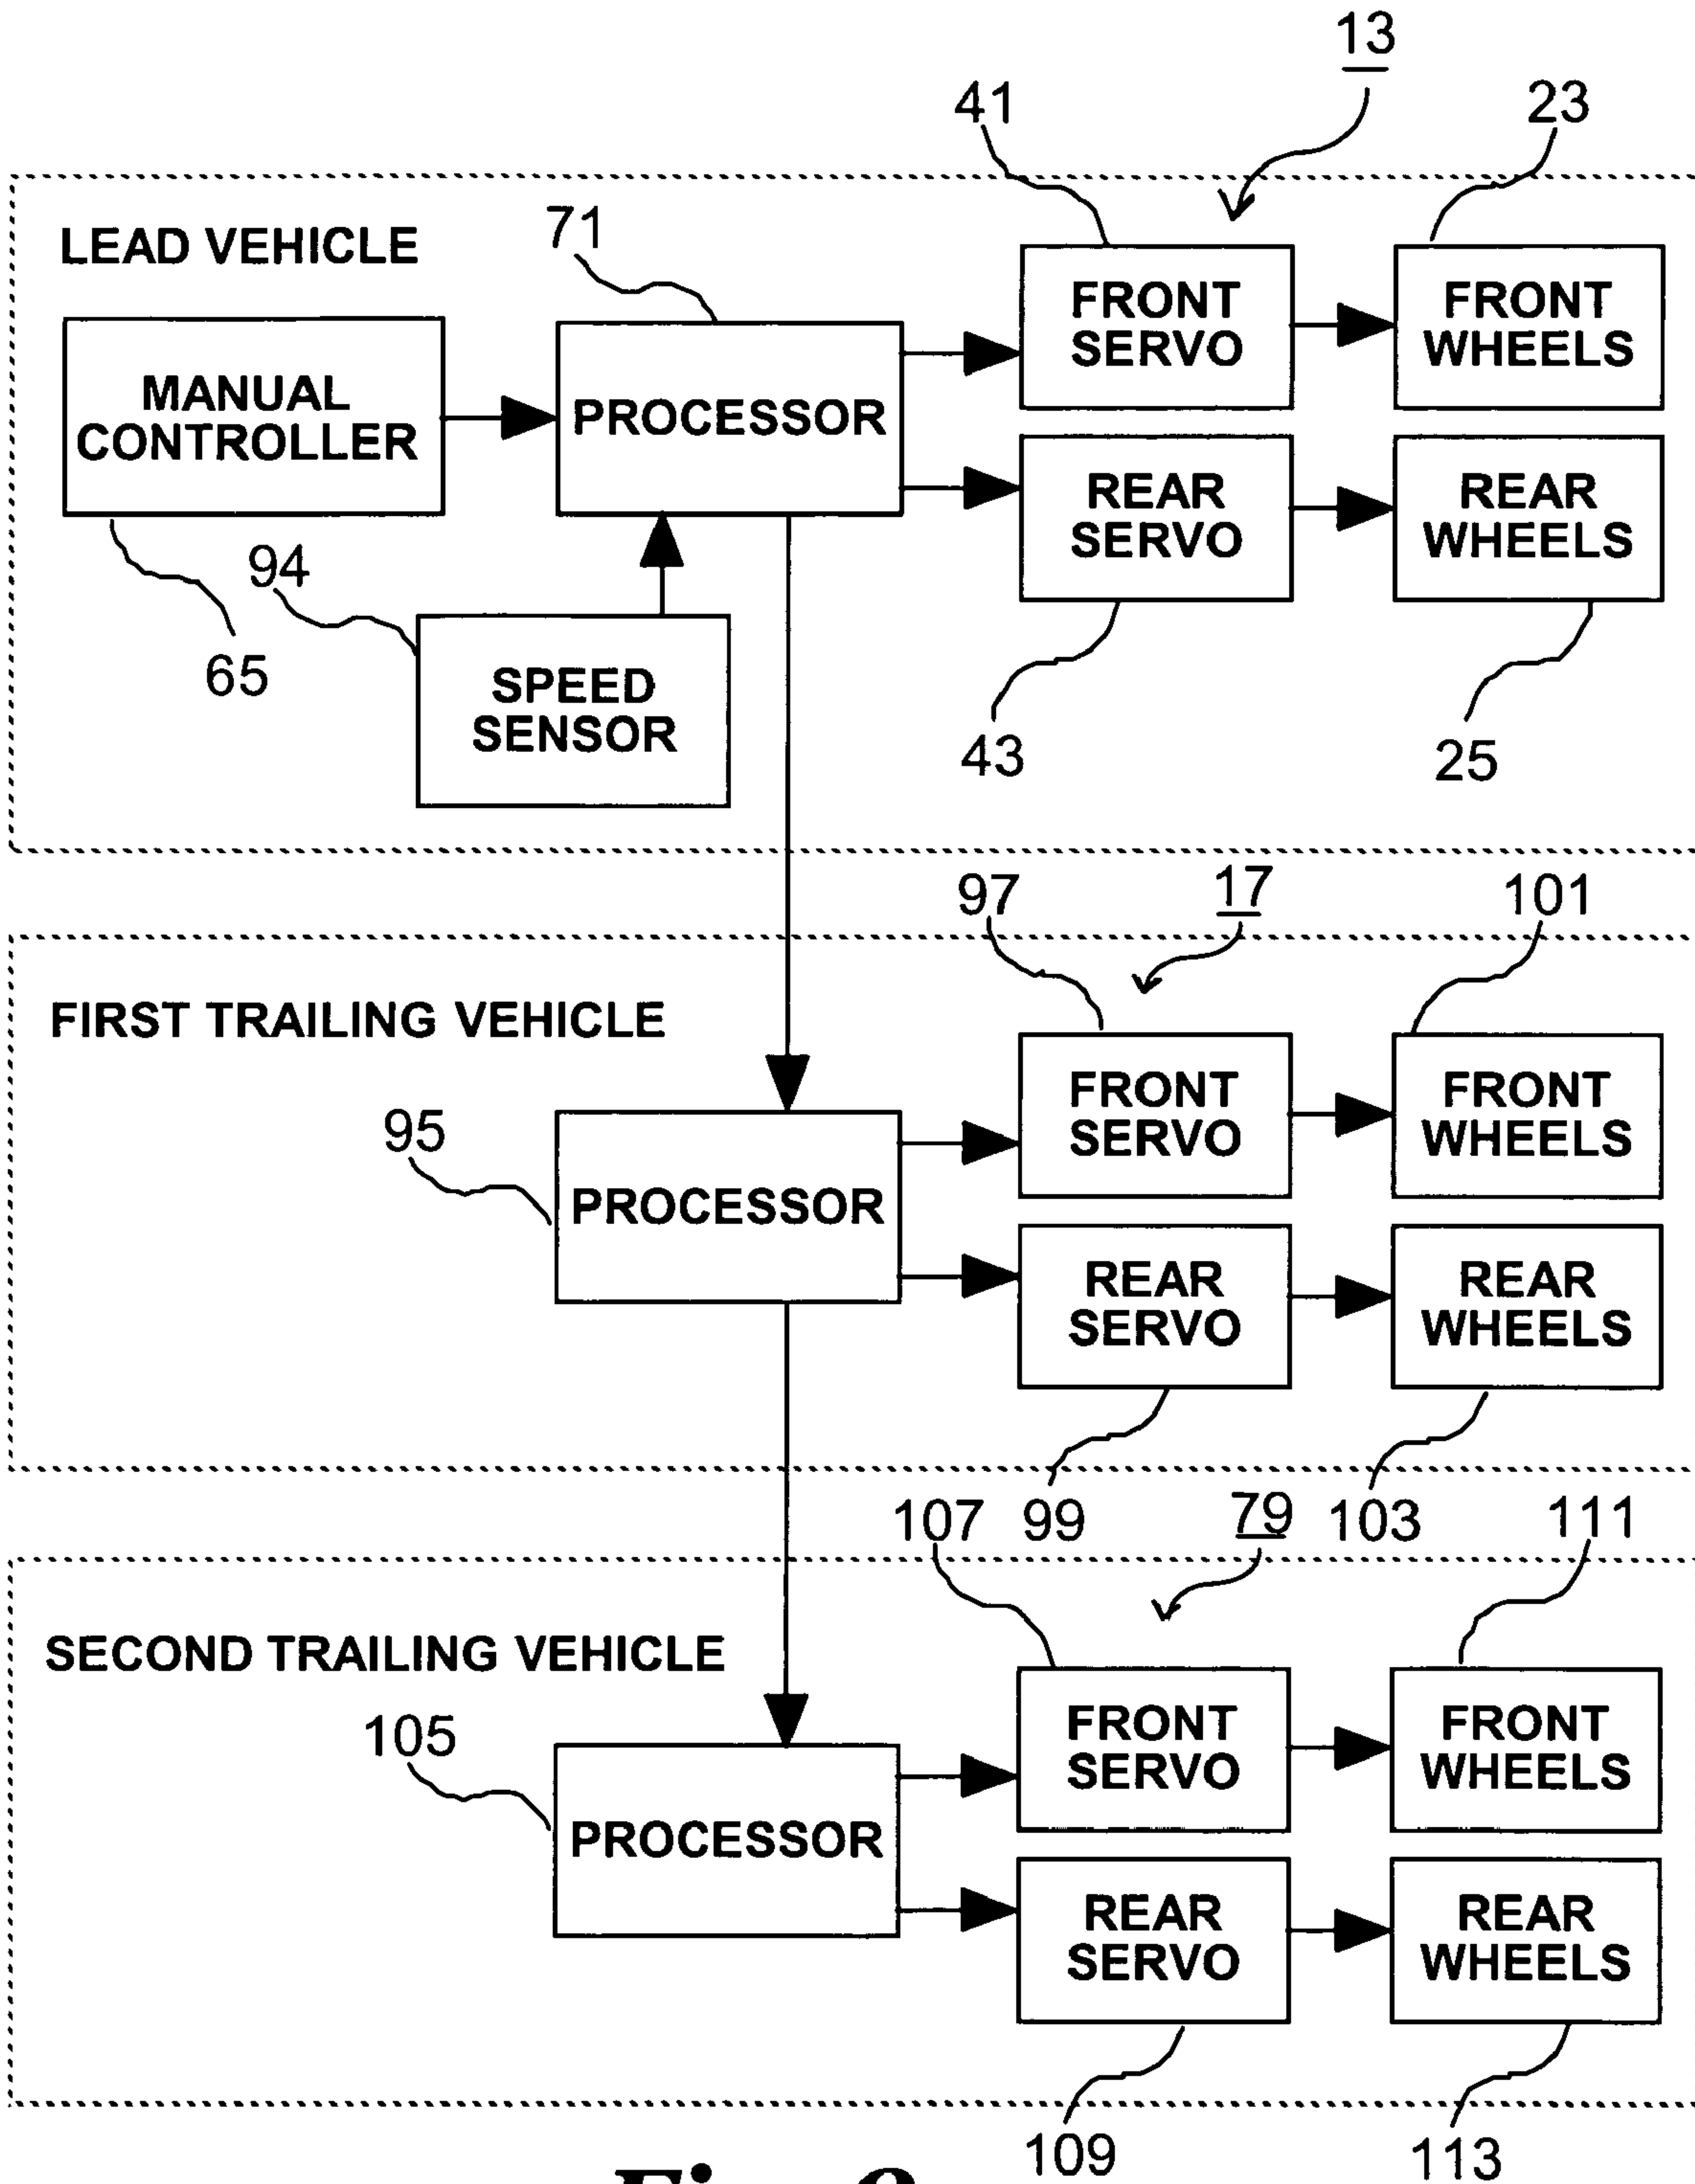 13
41
23
LEAD VEHICLE
71
MANUAL
CONTROLLER
PROCESSOR
FRONT
SERVO
FRONT
WHEELS
REAR
SERVO
REAR
WHEELS
94
65
SPEED
SENSOR
43
25
97
17
101
FIRST TRAILING VEHICLE
95
PROCESSOR
FRONT
SERVO
FRONT
WHEELS
REAR
SERVO
REAR
WHEELS
107
99
79
103
111
SECOND TRAILING VEHICLE
105
PROCESSOR
FRONT
SERVO
FRONT
WHEELS
REAR
SERVO
REAR
WHEELS
109
113